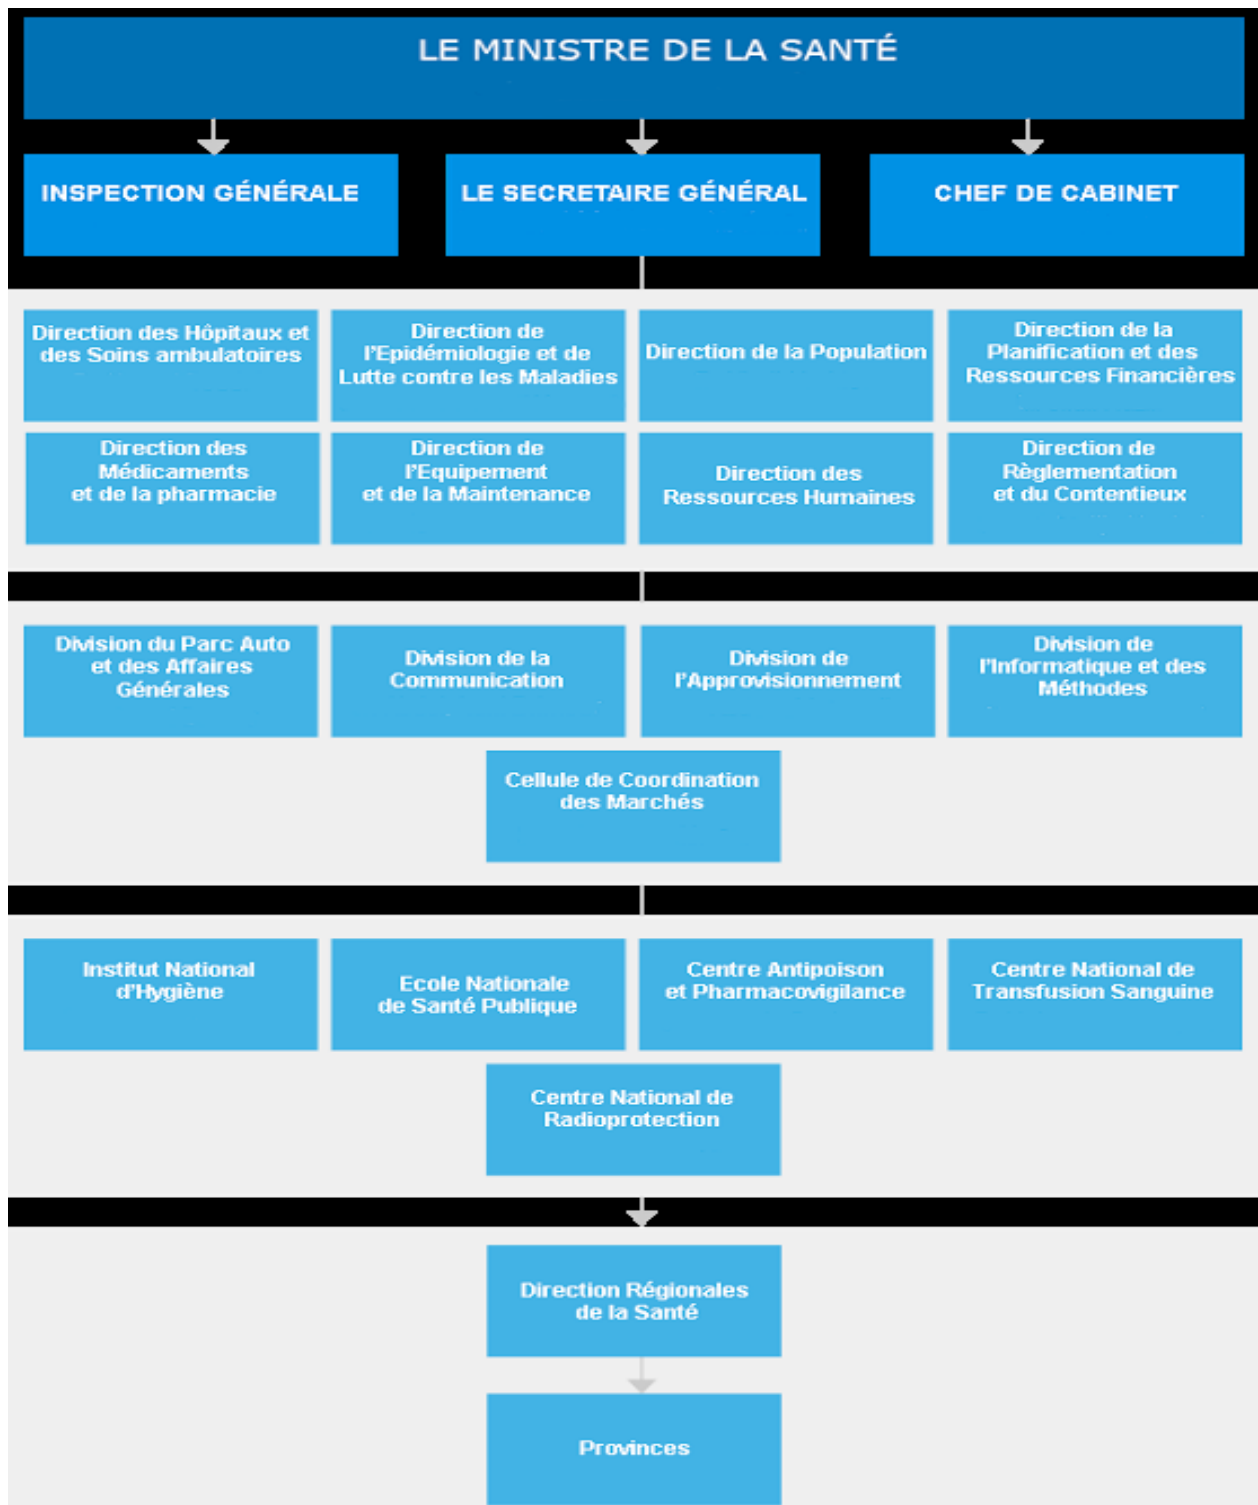 LE MINISTRE DE LA SANTÉ
INSPECTION GÉNÉRALE
LE SECRETAIRE GÉNÉRAL
CHEF DE CABINET
Direction des Hôpitaux et
des Soins ambulatoires
Direction de
l'Epidémiologie et de
Lutte contre les Maladies
Direction de la Population
Direction de la
Planification et des
Ressources Financières
Direction des
Médicaments
et de la pharmacie
Direction de
l'Equipement
et de la Maintenance
Direction des
Ressources Humaines
Direction de
Règlementation
et du Contentieux
Division du Parc Auto
et des Affaires
Générales
Division de la
Communication
Division de
l'Approvisionnement
Division de
l'Informatique et des
Méthodes
Cellule de Coordination
des Marchés
Institut National
d'Hygiène
Ecole Nationale
de Santé Publique
Centre Antipoison
et Pharmacovigilance
Centre National de
Transfusion Sanguine
Centre National de
Radioprotection
Direction Régionales
de la Santé
Provinces